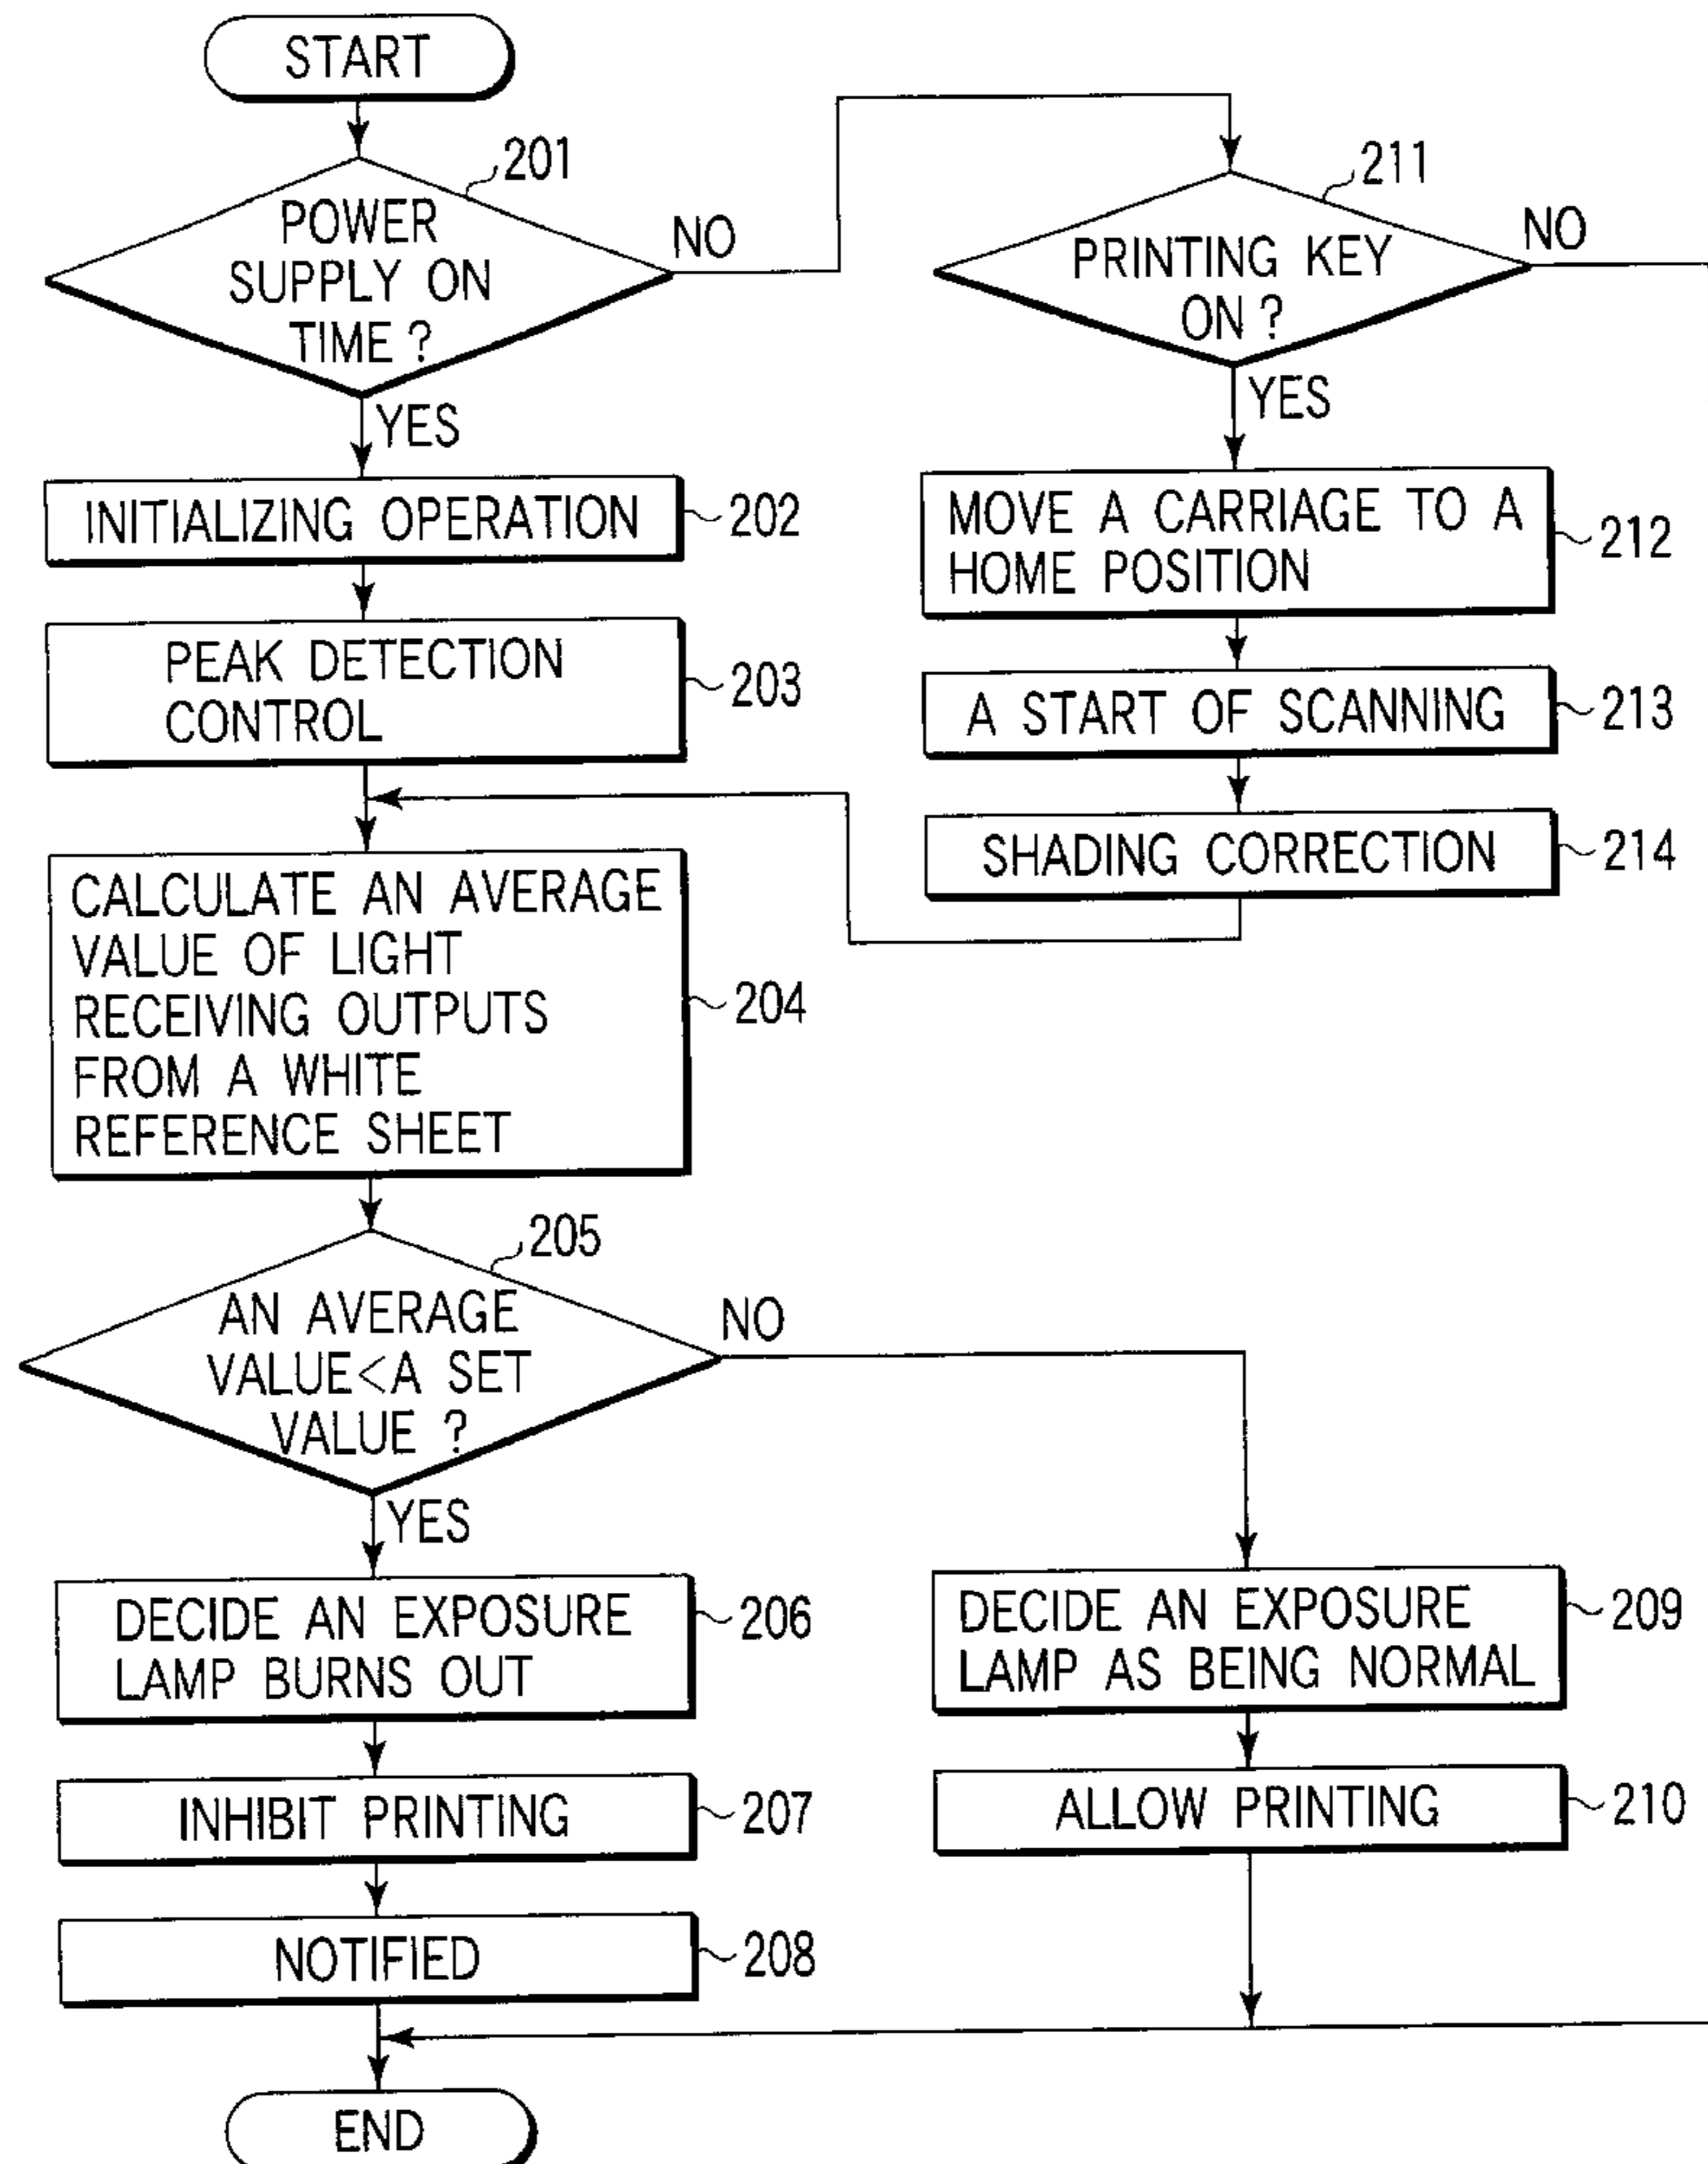 START
201
POWER
SUPPLY ON
TIME ?
NO
YES
INITIALIZING OPERATION
202
PEAK DETECTION
CONTROL
203
CALCULATE AN AVERAGE
VALUE OF LIGHT
RECEIVING OUTPUTS
FROM A WHITE
REFERENCE SHEET
204
205
AN AVERAGE
VALUE<A SET
VALUE ?
NO
YES
DECIDE AN EXPOSURE
LAMP BURNS OUT
206
INHIBIT PRINTING
207
NOTIFIED
208
END
211
PRINTING KEY
ON ?
NO
YES
MOVE A CARRIAGE TO A
HOME POSITION
212
A START OF SCANNING
213
SHADING CORRECTION
214
DECIDE AN EXPOSURE
LAMP AS BEING NORMAL
209
ALLOW PRINTING
210